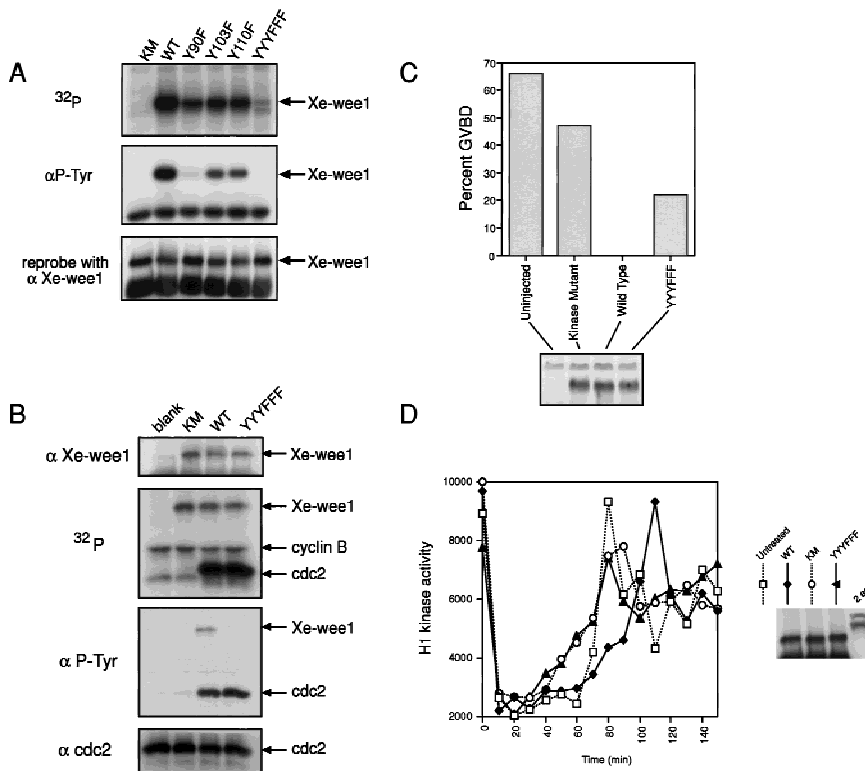 A
KM
WT
Y90F
Y103F
Y110F
YYYFFF
32P
Xe-wee1
αP-Tyr
Xe-wee1
reprobe with
α Xe-wee1
Xe-wee1
B
blank
KM
WT
YYYFFF
α Xe-wee1
Xe-wee1
32P
Xe-wee1
cyclin B
cdc2
α P-Tyr
Xe-wee1
cdc2
α cdc2
cdc2
C
Percent GVBD
70
60
50
40
30
20
10
0
Uninjected
Kinase Mutant
Wild Type
YYYFFF
D
H1 kinase activity
10000
8000
6000
4000
2000
0
20
40
60
80
100
120
140
Time (min)
Untreated
WT
KM
YYYFFF